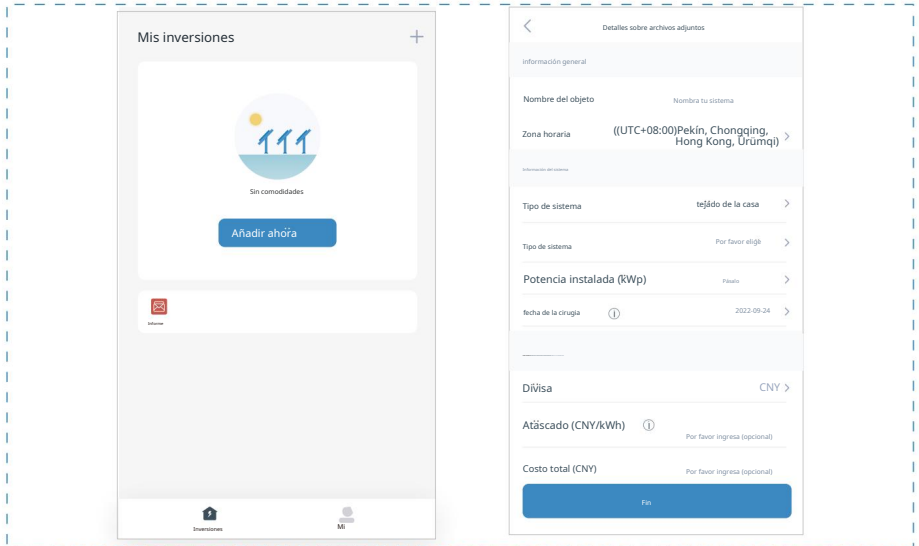 Mis inversiones
Sin comodidades
Añadir ahora
Informe
Inversiones
Mi
Detalles sobre archivos adjuntos
información general
Nombre del objeto Nombra tu sistema
Zona horaria ((UTC+08:00)Pekín, Chongqing,
Hong Kong, Ürümqi)
Información del sistema
Tipo de sistema tejado de la casa
Tipo de sistema Por favor elige
Potencia instalada (kWp)
fecha de la cirugia 2022-09-24
Divisa CNY
Atascado (CNY/kWh) Por favor ingresa (opcional)
Costo total (CNY) Por favor ingresa (opcional)
Fin